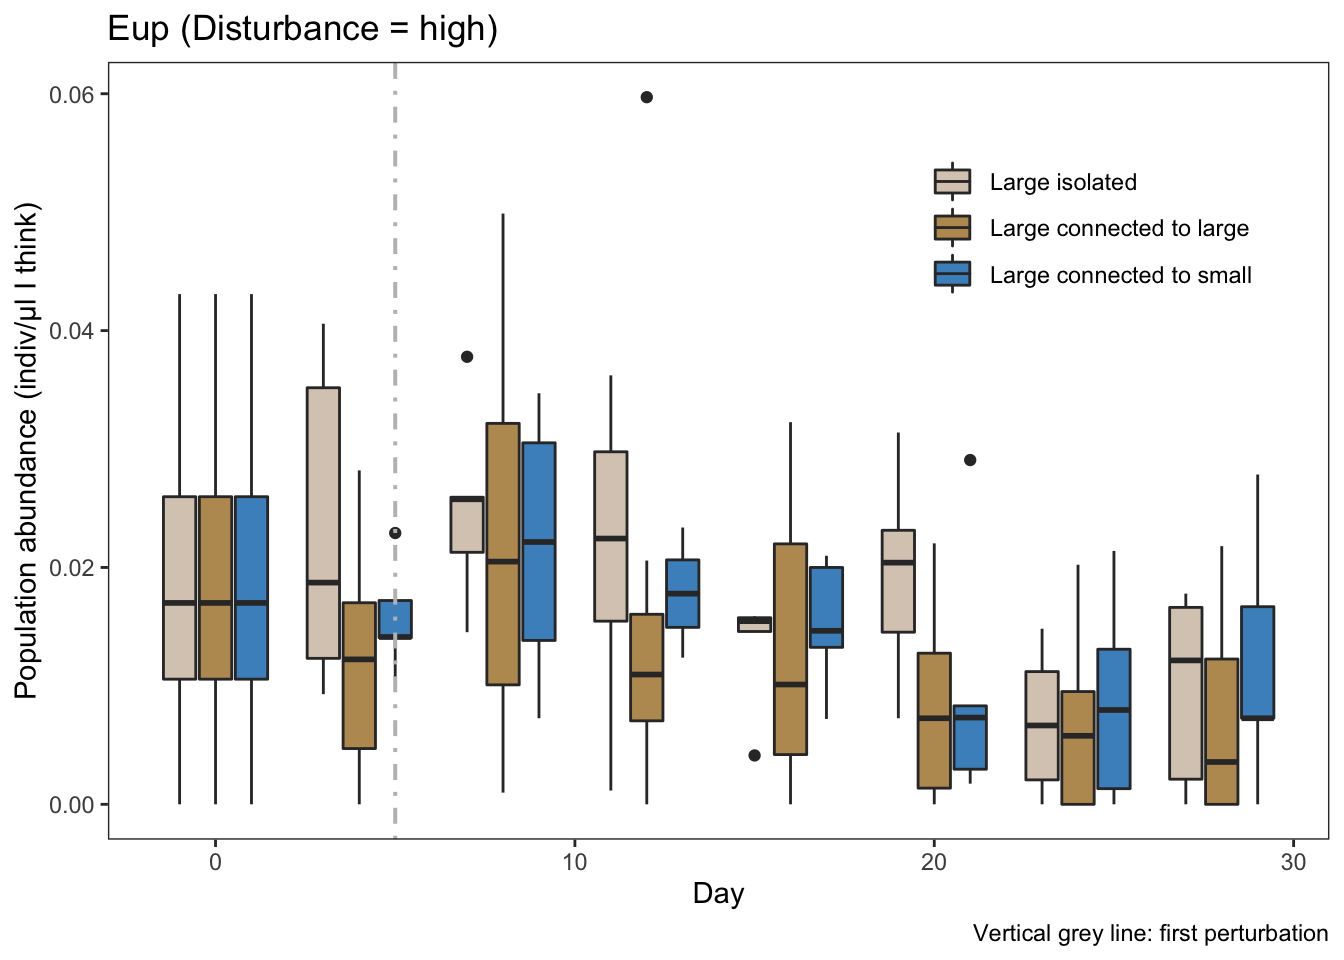 Eup (Disturbance = high)
0.06
0.04
0.02
0.00
Population abundance (indiv/μl I think)
Large isolated
Large connected to large
Large connected to small
0 10 20 30
Day
Vertical grey line: first perturbation